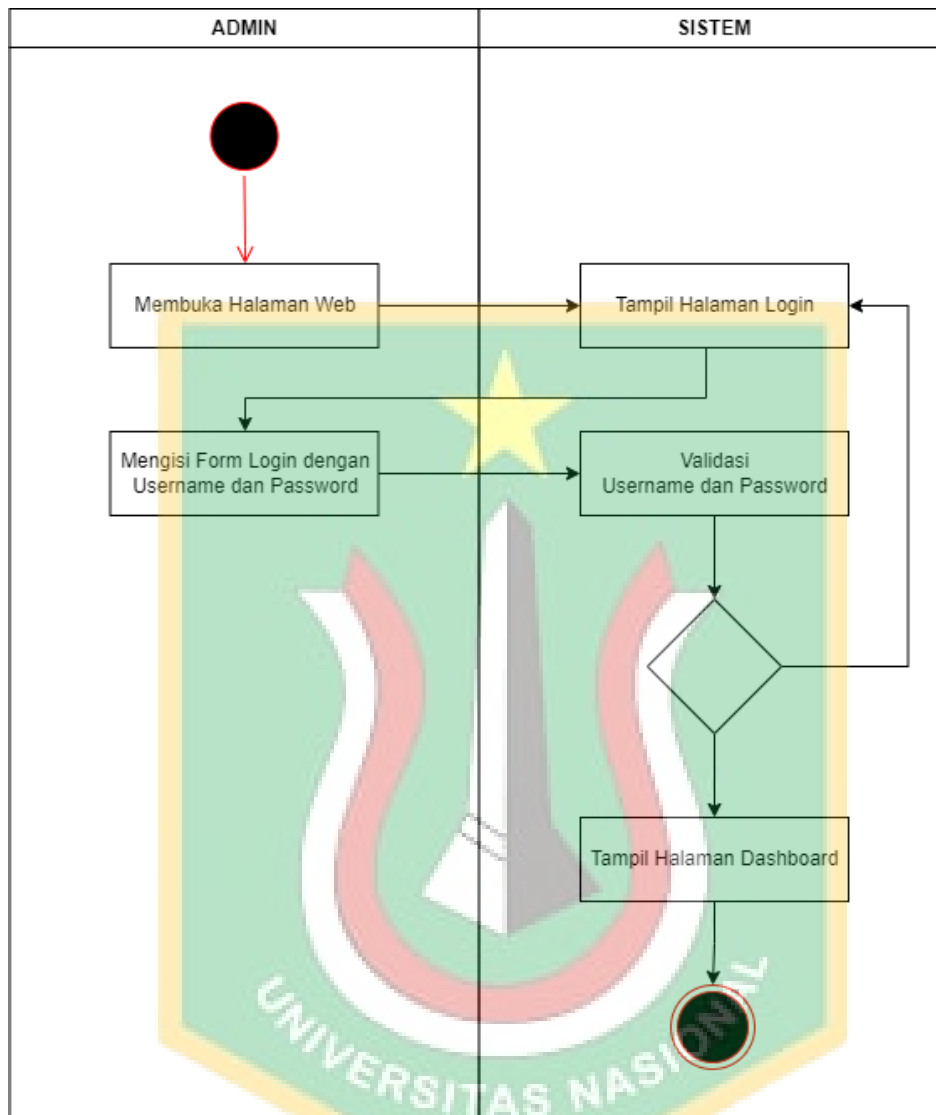 ADMIN
SISTEM
Membuka Halaman Web
Tampil Halaman Login
Mengisi Form Login dengan
Username dan Password
Validasi
Username dan Password
Tampil Halaman Dashboard
UNIVERSITAS NASIONAL